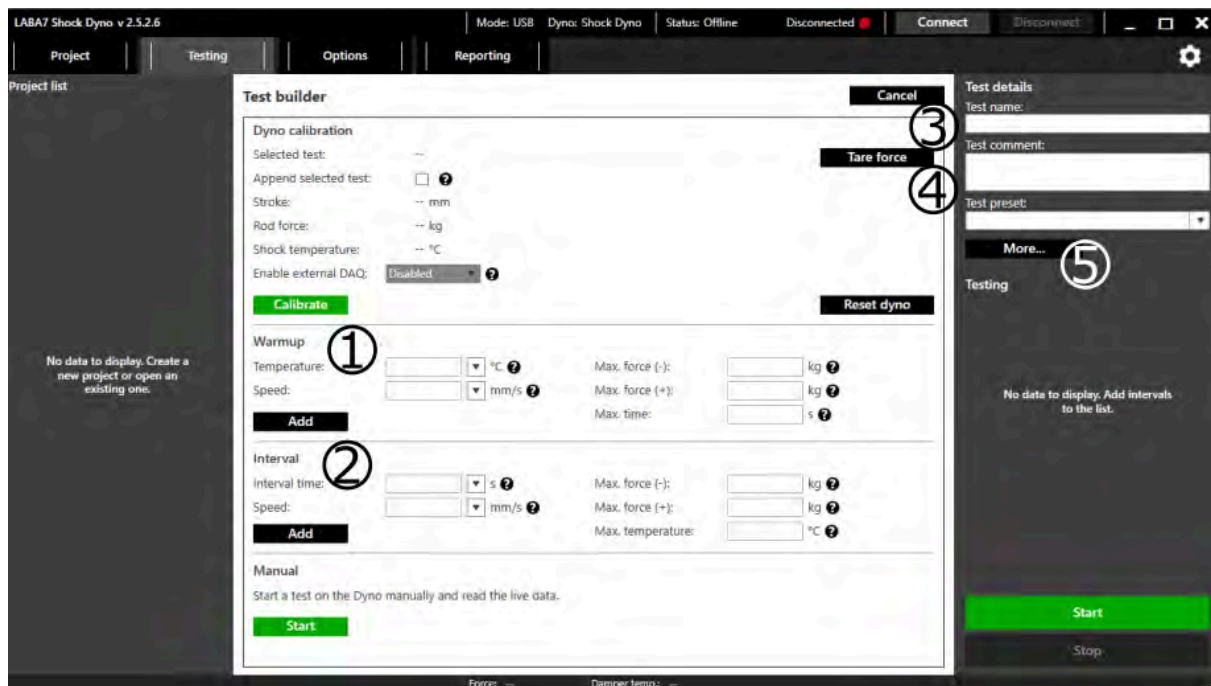 LABA7 Shock Dyno v 2.5.2.6 Mode: USB Dyno: Shock Dyno Status: Offline Disconnected Connect Disconnect
Project Testing Options Reporting
Project list
No data to display. Create a
new project or open an
existing one.
Test builder Cancel
Dyno calibration
Selected test: --
Tare force
Append selected test: ?
Stroke: -- mm
Rod force: -- kg
Shock temperature: -- °C
Enable external DAQ: Disabled ?
Calibrate Reset dyno
Warmup ①
Temperature: °C ? Max. force (-): kg ?
Speed: mm/s ? Max. force (+): kg ?
Max. time: s ?
Add
Interval ②
Interval time: s ? Max. force (-): kg ?
Speed: mm/s ? Max. force (+): kg ?
Add Max. temperature: °C ?
Manual
Start a test on the Dyno manually and read the live data.
Start
Test details
③ Test name:
Test comment:
④
Test preset:
More... ⑤
Testing
No data to display. Add intervals
to the list.
Start
Stop
Force: -- Damper temp.: --